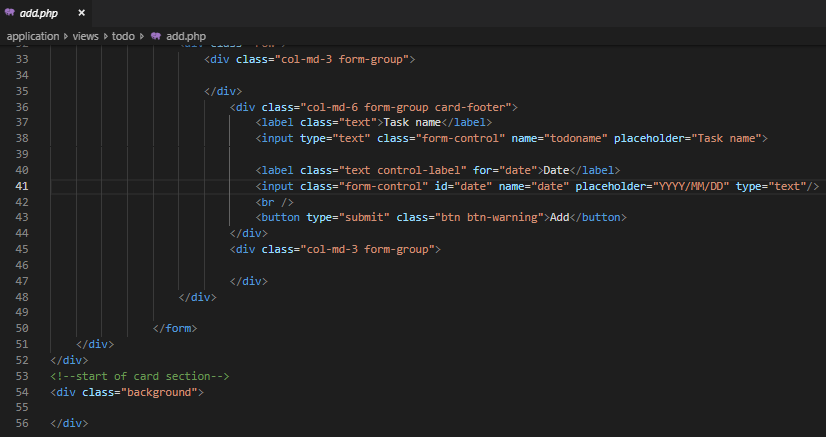 add.php ×
application > views > todo > add.php
32 <div class="row">
33 <div class="col-md-3 form-group">
34
35 </div>
36 <div class="col-md-6 form-group card-footer">
37 <label class="text">Task name</label>
38 <input type="text" class="form-control" name="todoname" placeholder="Task name">
39
40 <label class="text control-label" for="date">Date</label>
41 <input class="form-control" id="date" name="date" placeholder="YYYY/MM/DD" type="text"/>
42 <br />
43 <button type="submit" class="btn btn-warning">Add</button>
44 </div>
45 <div class="col-md-3 form-group">
46
47 </div>
48 </div>
49
50 </form>
51 </div>
52 </div>
53 <!--start of card section-->
54 <div class="background">
55
56 </div>